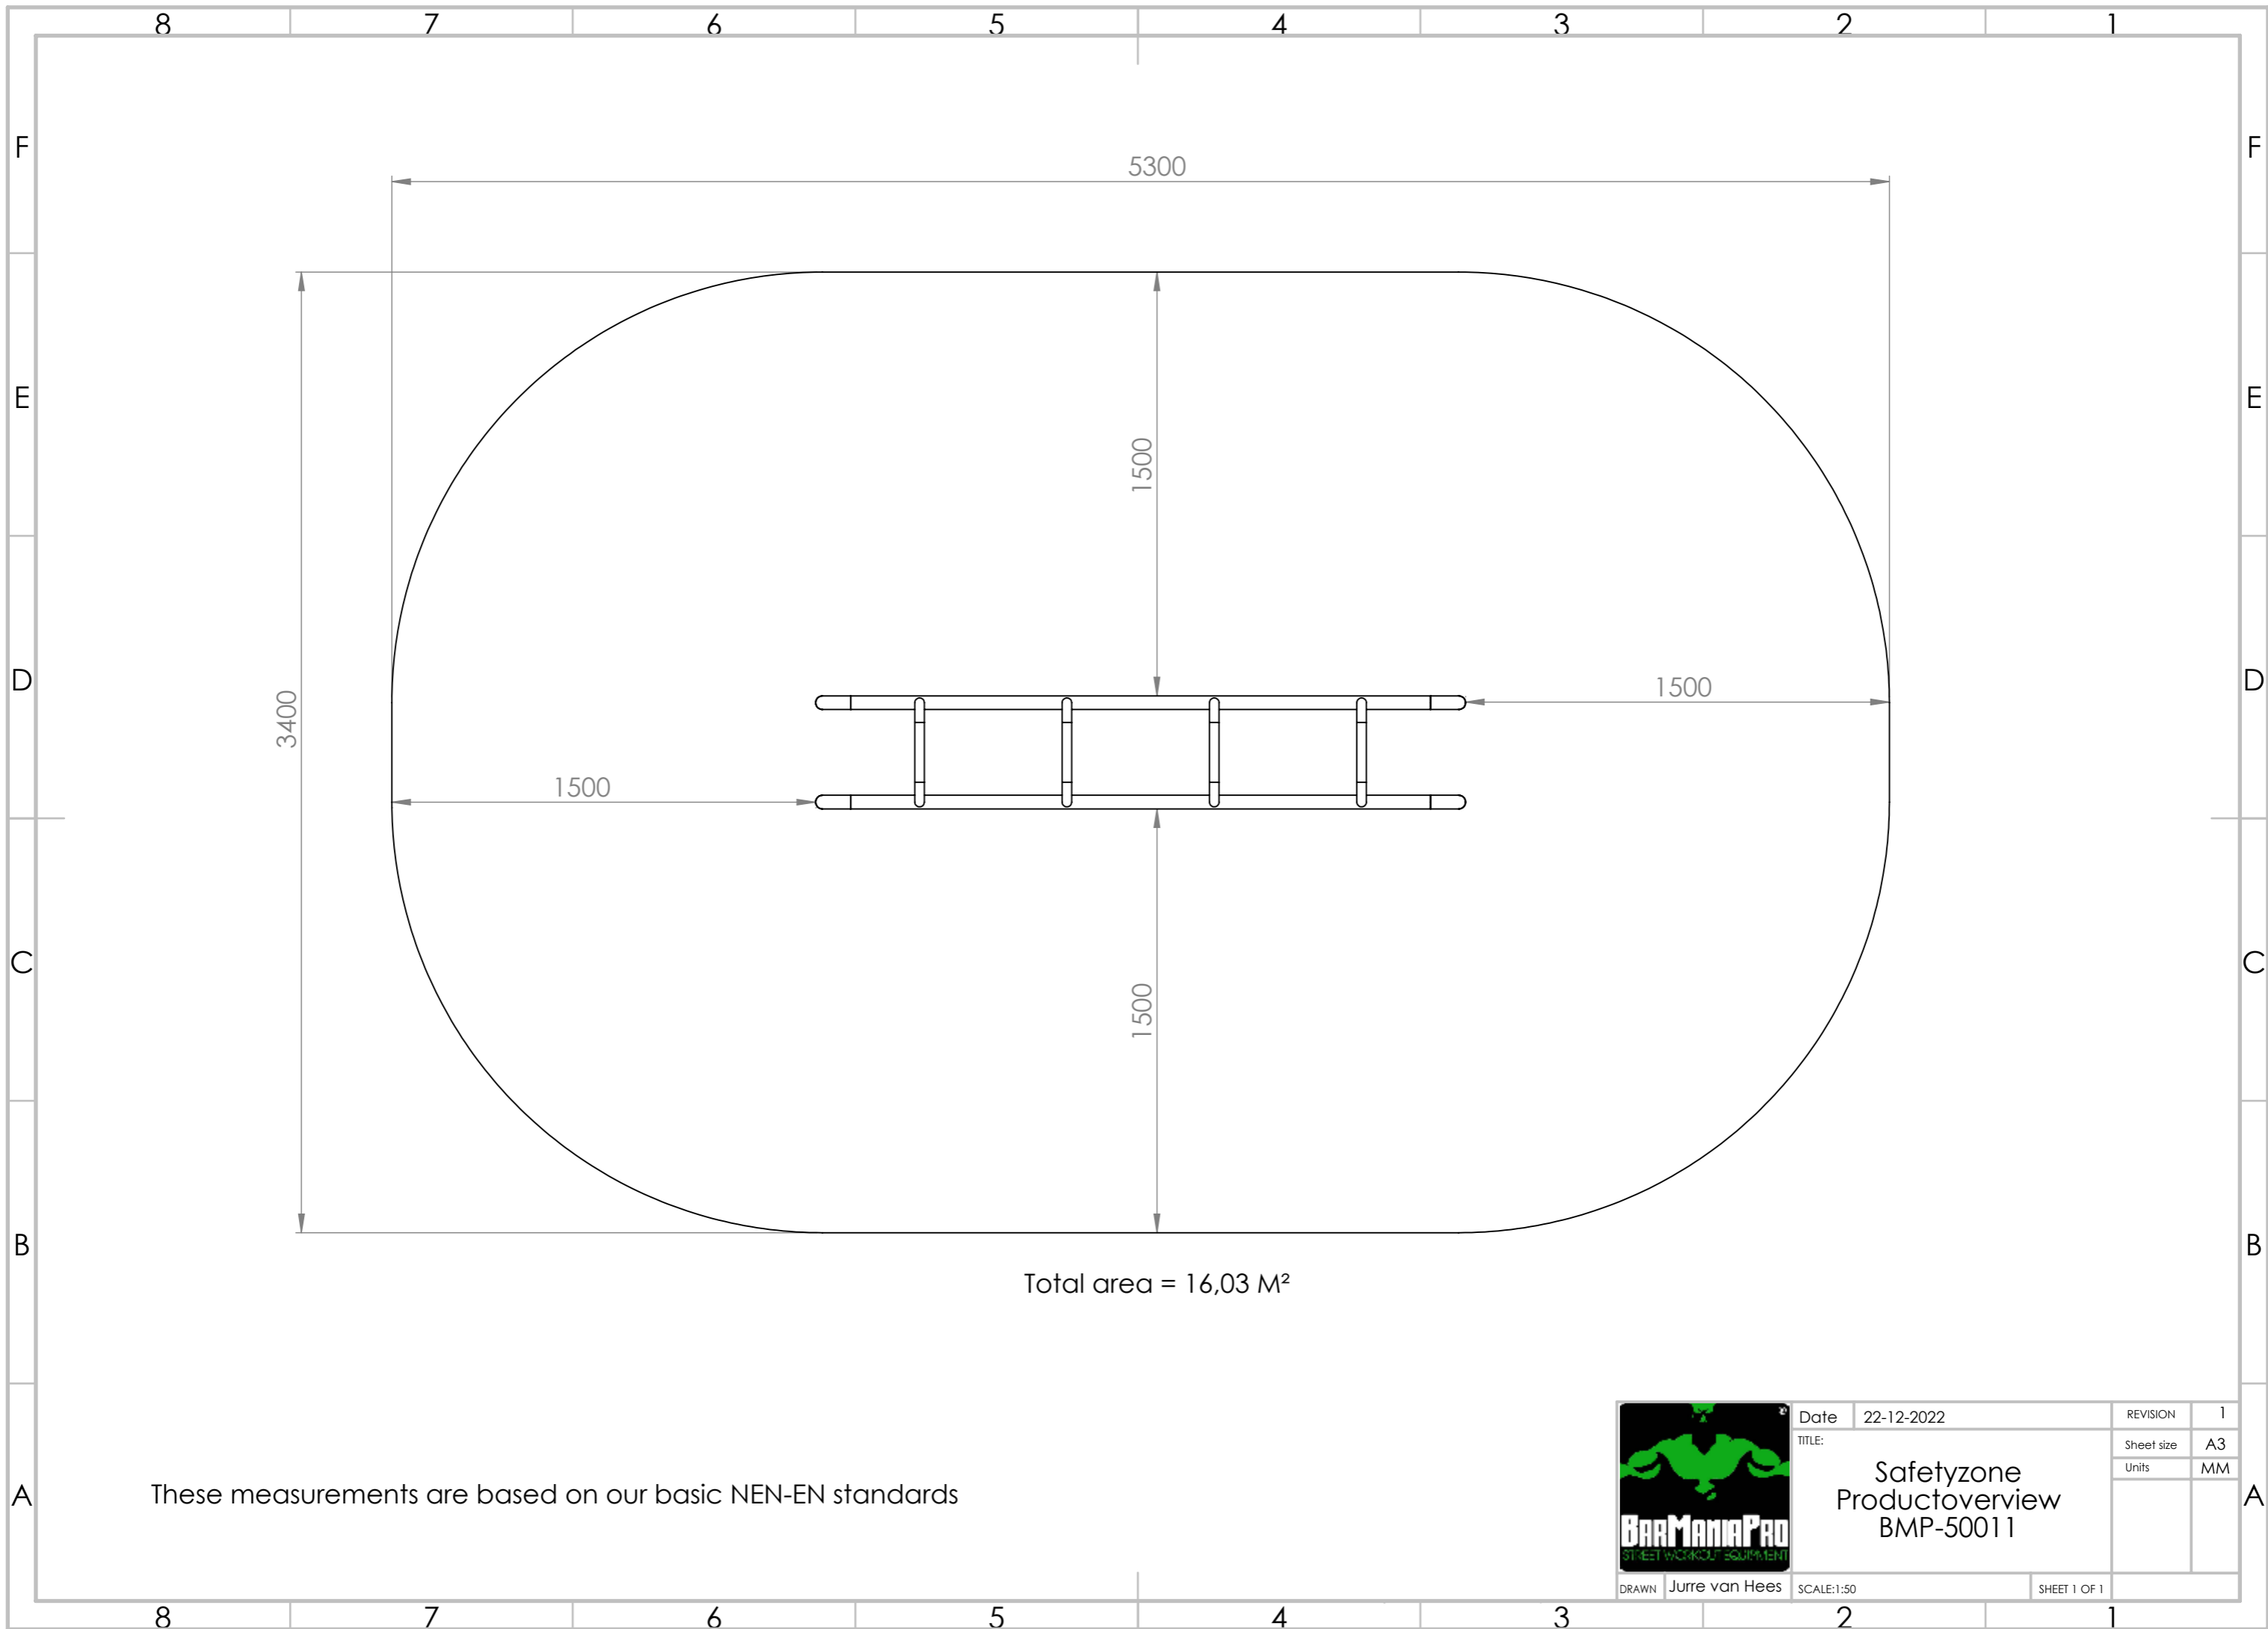 8 7 6 5 4 3 2 1
F F
5300
E E
1500
D D
1500
3400
1500
C C
1500
B B
Total area = 16,03 M²
Date 22-12-2022 REVISION 1
TITLE: Sheet size A3
Units MM
Safetyzone
Productoverview
BMP-50011
A These measurements are based on our basic NEN-EN standards A
BARMANIAPRO
STREET WORKOUT EQUIPMENT
DRAWN Jurre van Hees SCALE:1:50 SHEET 1 OF 1
8 7 6 5 4 3 2 1